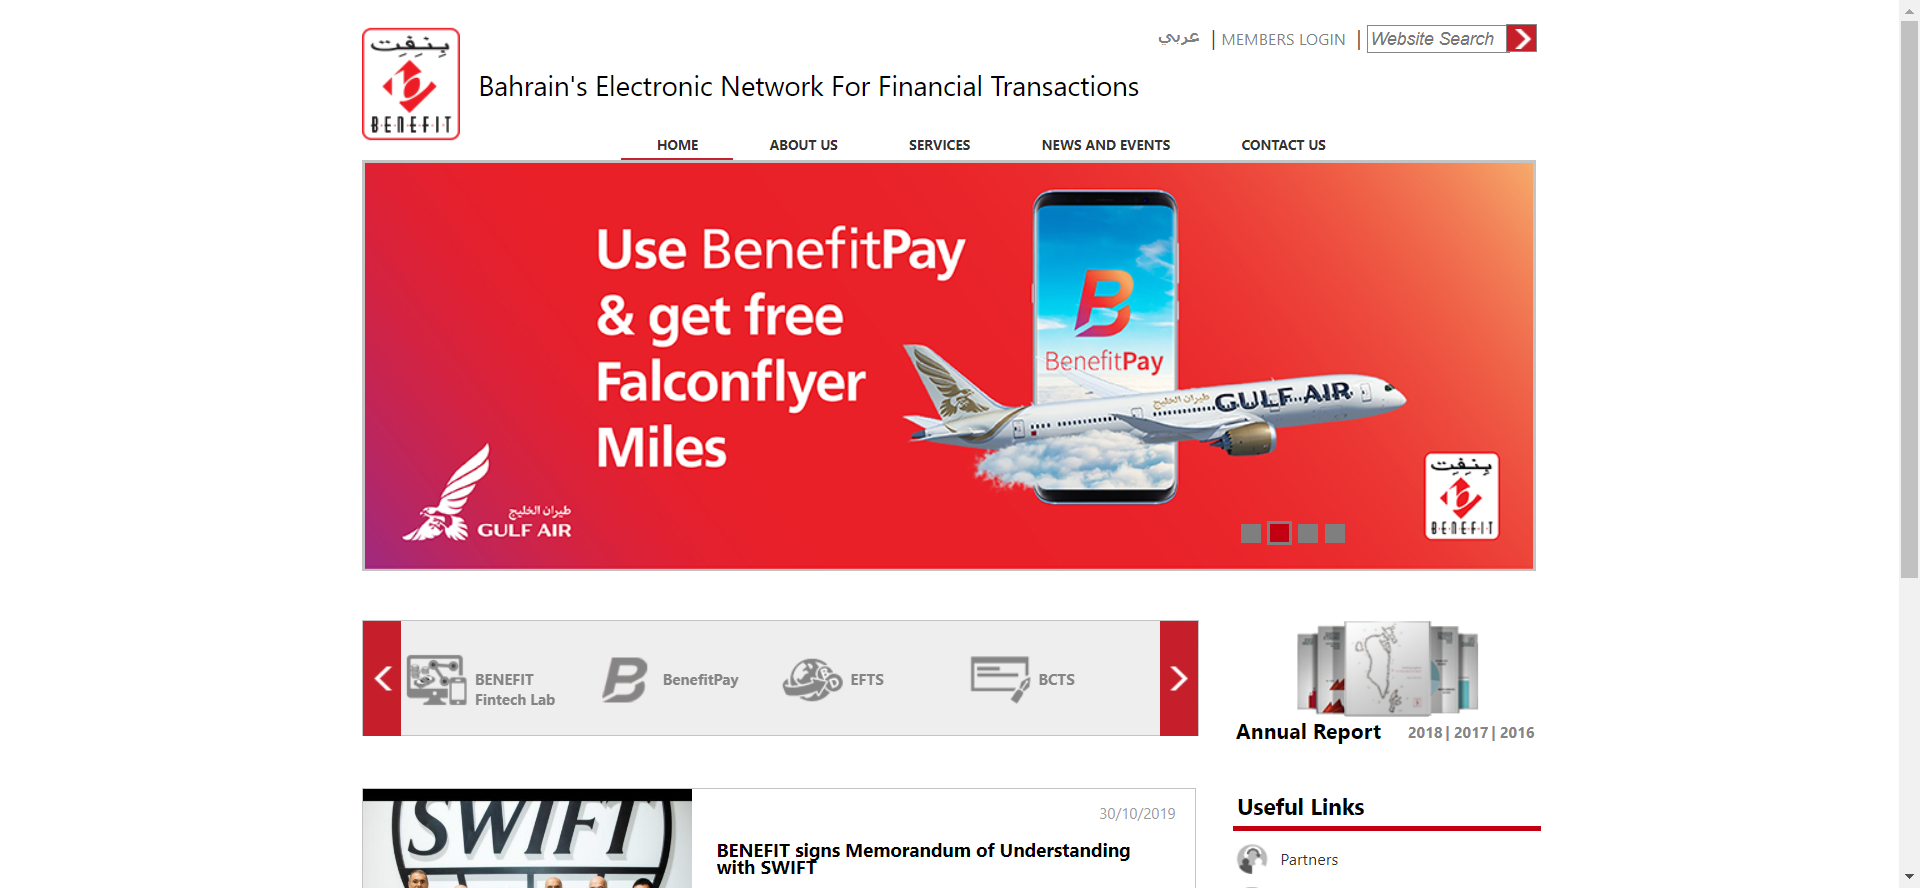 بِنِفِت
BENEFIT
عربي | MEMBERS LOGIN | Website Search
Bahrain's Electronic Network For Financial Transactions
HOME ABOUT US SERVICES NEWS AND EVENTS CONTACT US
Use BenefitPay
& get free
Falconflyer
Miles
B
BenefitPay
طيران الخليج GULF AIR
طيران الخليج
GULF AIR
بِنِفِت
BENEFIT
BENEFIT
Fintech Lab
BenefitPay
EFTS
BCTS
Annual Report 2018 | 2017 | 2016
SWIFT
30/10/2019
BENEFIT signs Memorandum of Understanding
with SWIFT
Useful Links
Partners